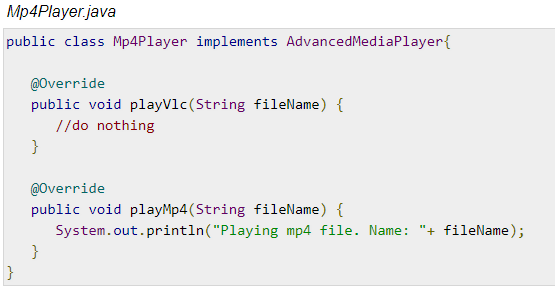 Mp4Player.java
public class Mp4Player implements AdvancedMediaPlayer{
@Override
public void playVlc(String fileName) {
//do nothing
}
@Override
public void playMp4(String fileName) {
System.out.println("Playing mp4 file. Name: "+ fileName);
}
}